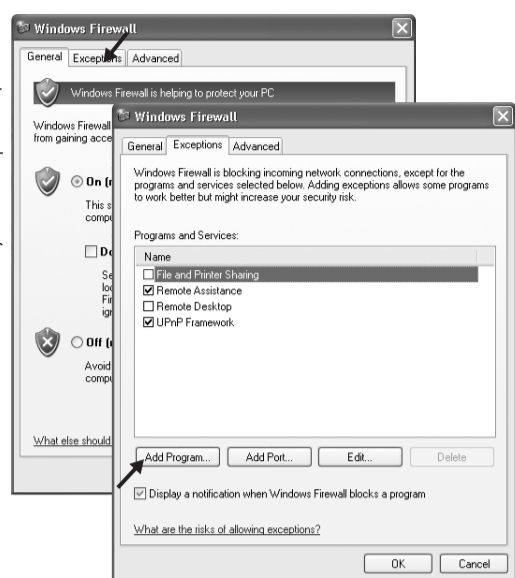 Windows Firewall
General Exceptions Advanced
Windows Firewall is helping to protect your PC
Windows Firewall
from gaining acce
On (
This s
compu
Do
Se
loc
Fir
ign
Off (
Avoid
compu
What else should
Windows Firewall
General Exceptions Advanced
Windows Firewall is blocking incoming network connections, except for the
programs and services selected below. Adding exceptions allows some programs
to work better but might increase your security risk.
Programs and Services:
Name
File and Printer Sharing
Remote Assistance
Remote Desktop
UPnP Framework
Add Program... Add Port... Edit... Delete
Display a notification when Windows Firewall blocks a program
What are the risks of allowing exceptions?
OK Cancel